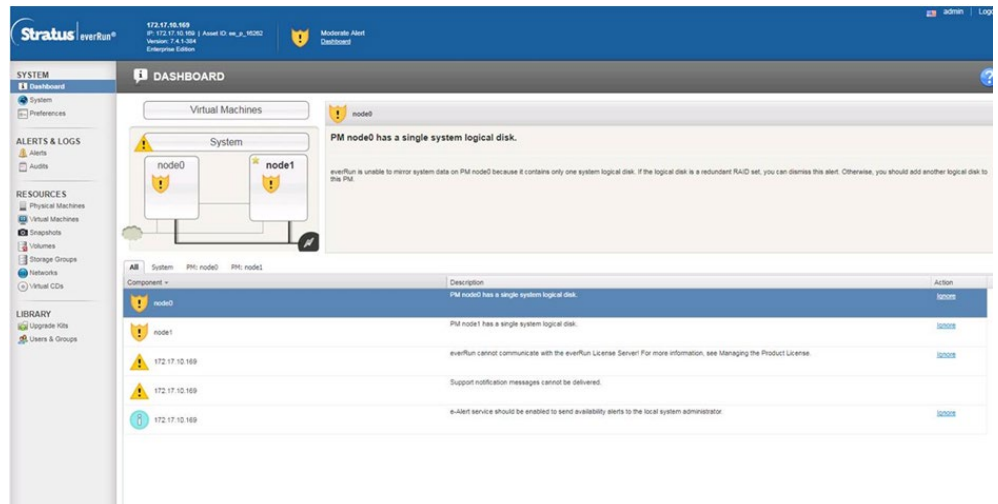 admin | Logo
Stratus everRun®
172.17.10.169
IP: 172.17.10.169 | Asset ID: ee_p_16262
Version: 7.4.1-394
Enterprise Edition
Moderate Alert
Dashboard
SYSTEM
Dashboard
System
Preferences
ALERTS & LOGS
Alerts
Audits
RESOURCES
Physical Machines
Virtual Machines
Snapshots
Volumes
Storage Groups
Networks
Virtual CDs
LIBRARY
Upgrade Kits
Users & Groups
DASHBOARD
Virtual Machines
System
node0
node1
node0
PM node0 has a single system logical disk.
everRun is unable to mirror system data on PM node0 because it contains only one system logical disk. If the logical disk is a redundant RAID set, you can dismiss this alert. Otherwise, you should add another logical disk to
this PM.
All System PM: node0 PM: node1
Component Description Action
node0 PM node0 has a single system logical disk. Ignore
node1 PM node1 has a single system logical disk. Ignore
172.17.10.169 everRun cannot communicate with the everRun License Server! For more information, see Managing the Product License. Ignore
172.17.10.169 Support notification messages cannot be delivered.
172.17.10.169 e-Alert service should be enabled to send availability alerts to the local system administrator. Ignore